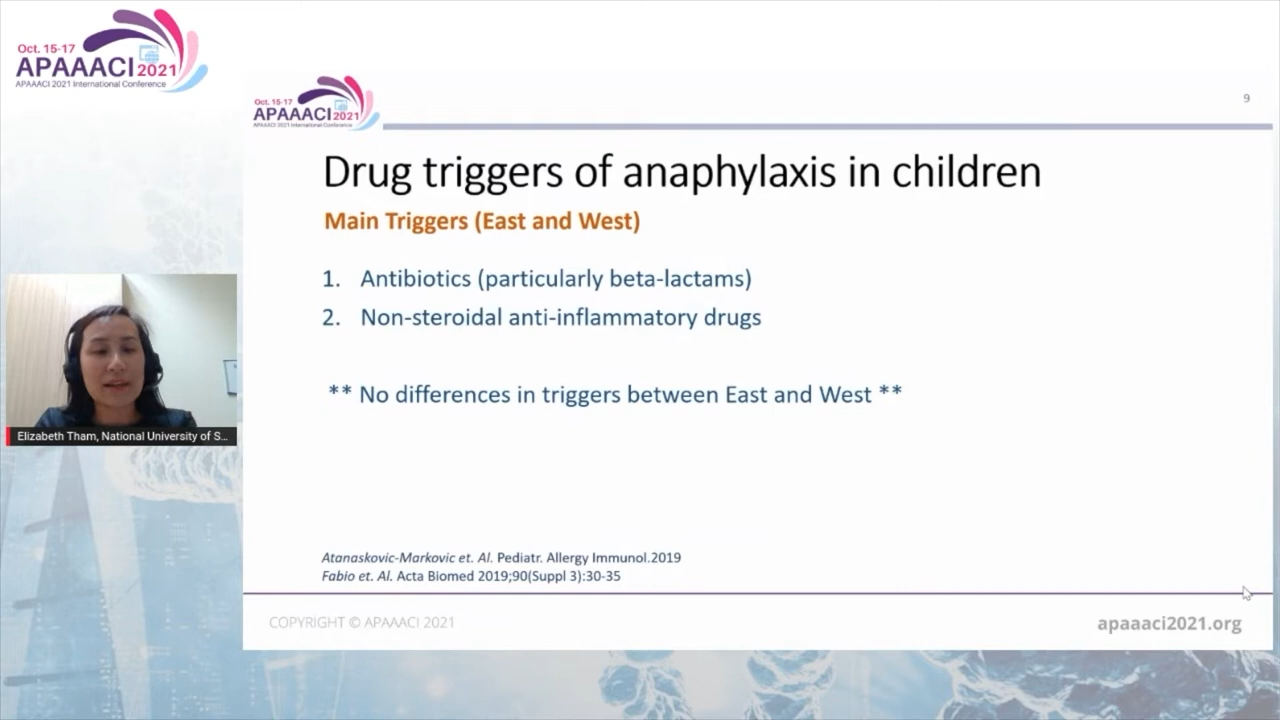 Oct. 15-17
APAAACI 2021
APAAACI 2021 International Conference
Oct. 15-17
APAAACI 2021
APAAACI 2021 International Conference
9
Drug triggers of anaphylaxis in children
Main Triggers (East and West)
1. Antibiotics (particularly beta-lactams)
2. Non-steroidal anti-inflammatory drugs
** No differences in triggers between East and West **
Elizabeth Tham, National University of S...
Atanaskovic-Markovic et. Al. Pediatr. Allergy Immunol.2019
Fabio et. Al. Acta Biomed 2019;90(Suppl 3):30-35
COPYRIGHT © APAAACI 2021
apaaaci2021.org